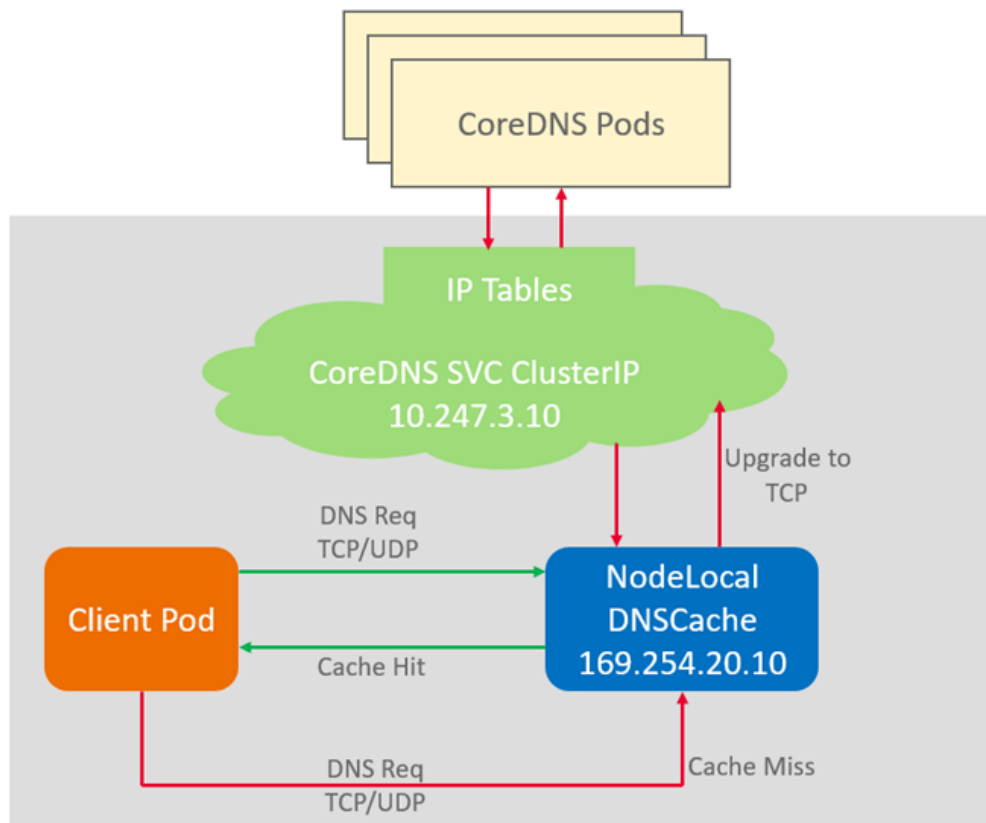 CoreDNS Pods
IP Tables
CoreDNS SVC ClusterIP
10.247.3.10
Upgrade to
TCP
DNS Req
TCP/UDP
Client Pod
NodeLocal
DNSCache
169.254.20.10
Cache Hit
DNS Req
TCP/UDP
Cache Miss